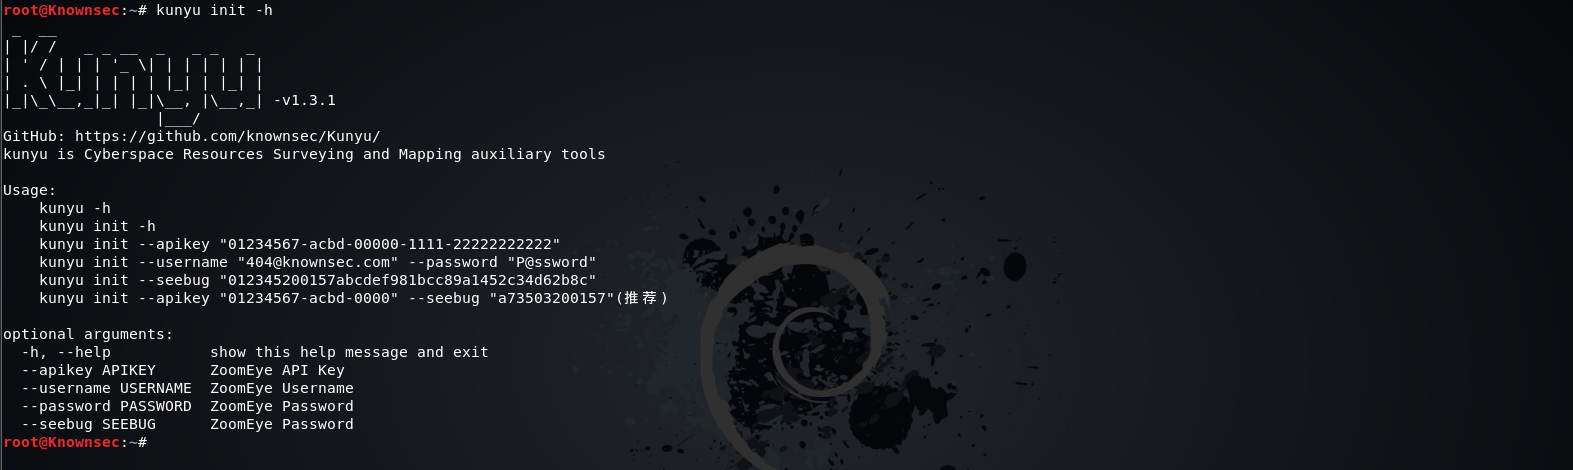 root@Knownsec:~# kunyu init -h
 _  __
| |/ /   _ _ __  _   _ _   _
| ' / | | | '_ \| | | | | | |
| . \ |_| | | | | |_| | |_| |
|_|\_\__,_|_| |_|\__, |\__,_| -v1.3.1
                 |___/
GitHub: https://github.com/knownsec/Kunyu/
kunyu is Cyberspace Resources Surveying and Mapping auxiliary tools
Usage:
    kunyu -h
    kunyu init -h
    kunyu init --apikey "01234567-acbd-00000-1111-22222222222"
    kunyu init --username "404@knownsec.com" --password "P@ssword"
    kunyu init --seebug "012345200157abcdef981bcc89a1452c34d62b8c"
    kunyu init --apikey "01234567-acbd-0000" --seebug "a73503200157"(推荐)
optional arguments:
  -h, --help           show this help message and exit
  --apikey APIKEY      ZoomEye API Key
  --username USERNAME  ZoomEye Username
  --password PASSWORD  ZoomEye Password
  --seebug SEEBUG      ZoomEye Password
root@Knownsec:~#